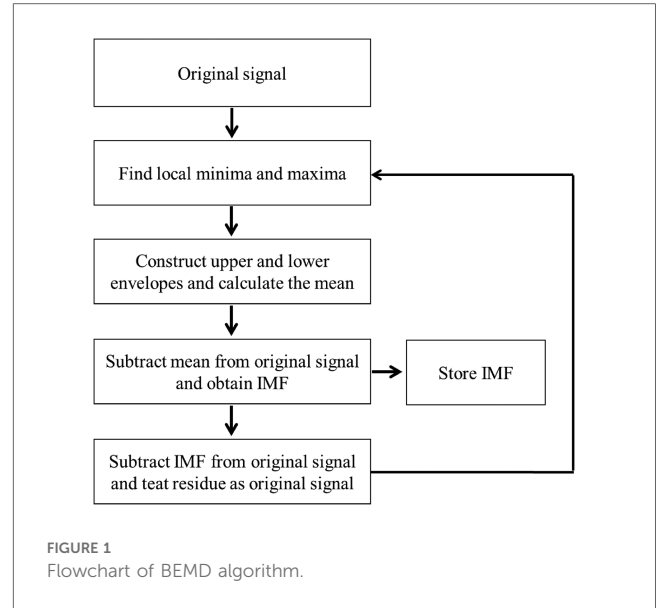 Original signal
Find local minima and maxima
Construct upper and lower
envelopes and calculate the mean
Subtract mean from original signal
and obtain IMF
Store IMF
Subtract IMF from original signal
and teat residue as original signal
FIGURE 1
Flowchart of BEMD algorithm.